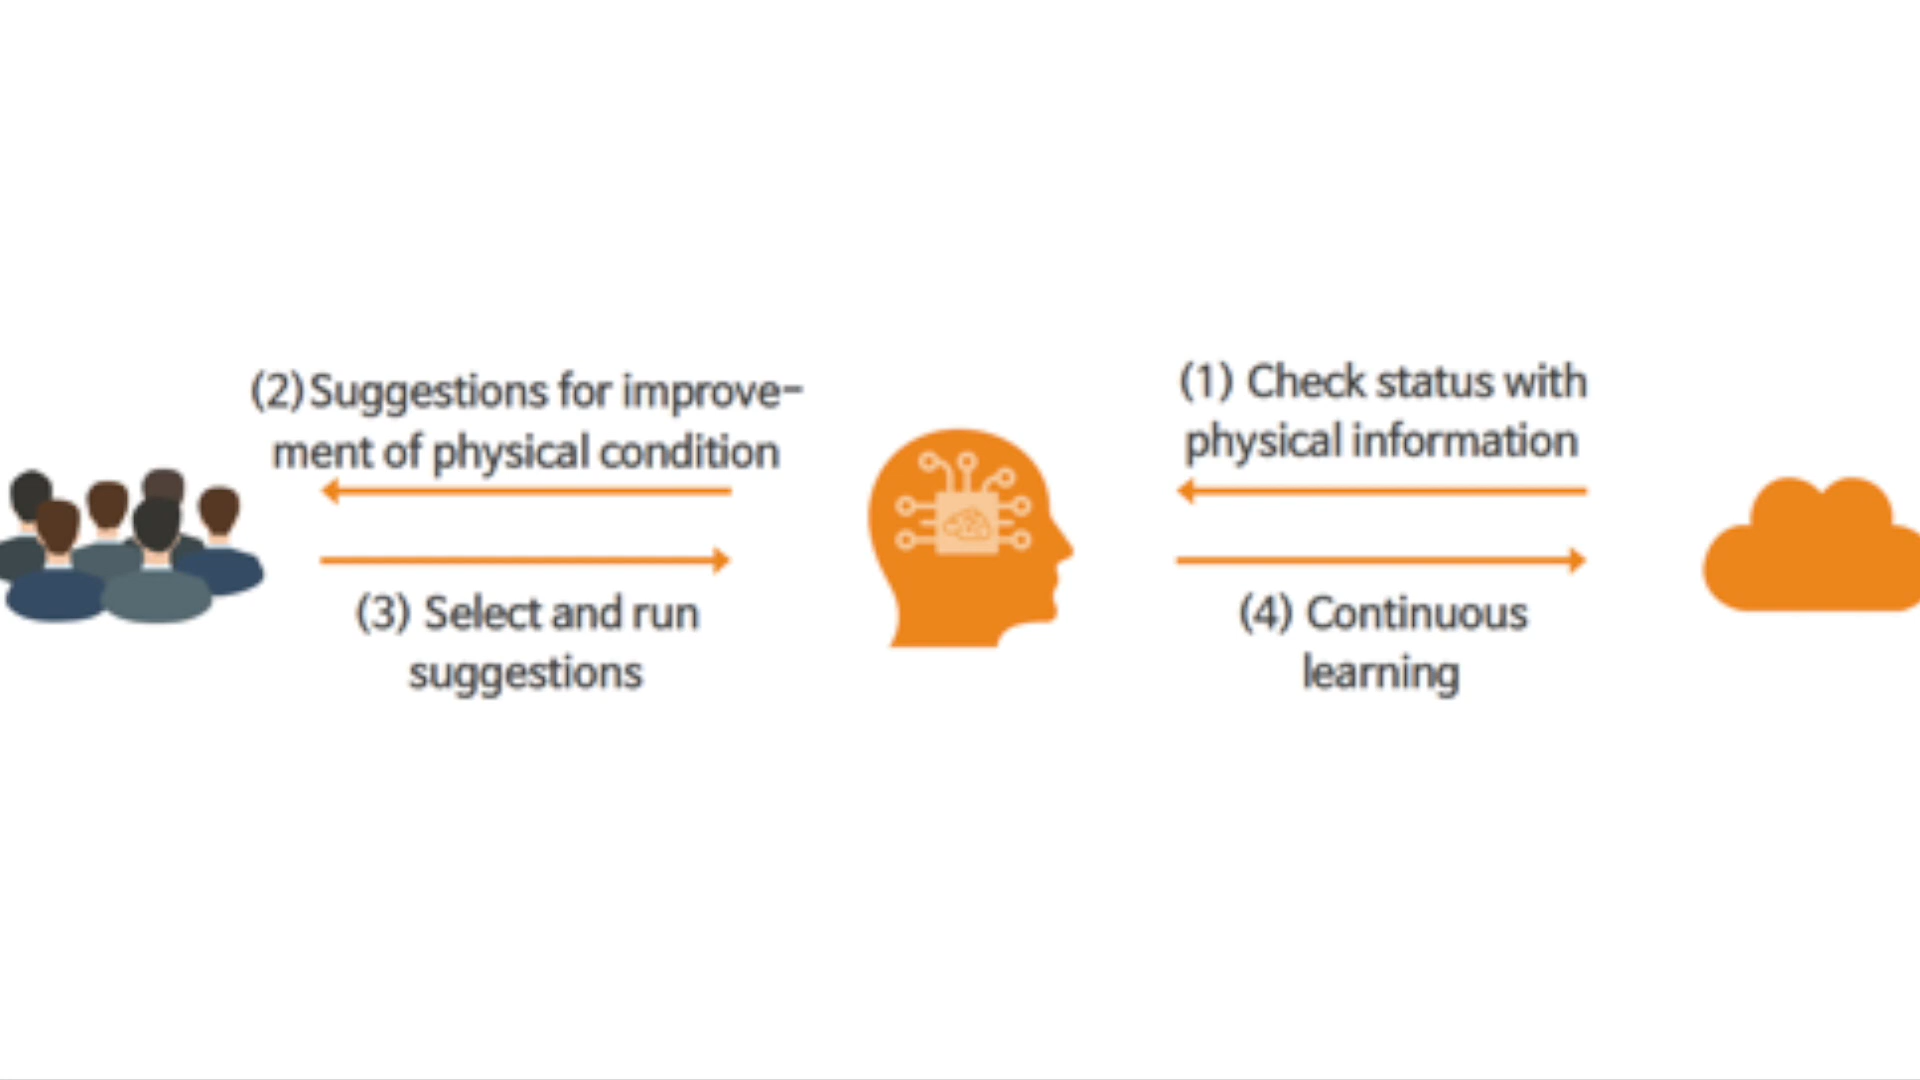 (2) Suggestions for improve-
ment of physical condition
(3) Select and run
suggestions
(1) Check status with
physical information
(4) Continuous
learning